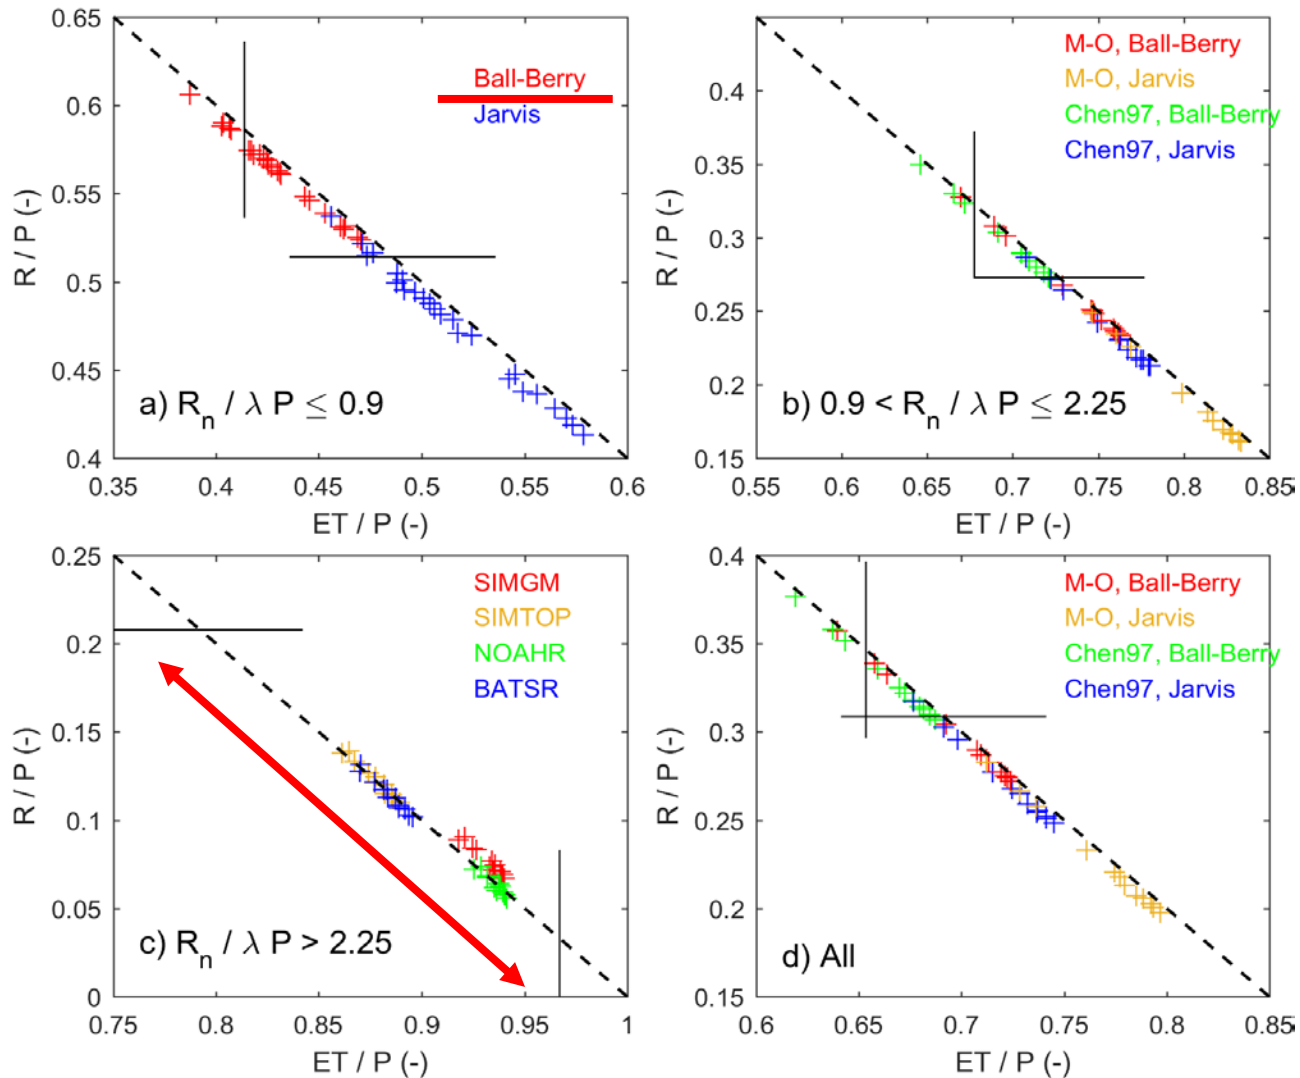 0.65
0.6
0.55
0.5
0.45
0.4
R / P (-)
0.35
0.4
0.45
0.5
0.55
0.6
ET / P (-)
Ball-Berry
Jarvis
a) Rn / λ P ≤ 0.9
0.4
0.35
0.3
0.25
0.2
0.15
R / P (-)
0.55
0.6
0.65
0.7
0.75
0.8
0.85
ET / P (-)
M-O, Ball-Berry
M-O, Jarvis
Chen97, Ball-Berry
Chen97, Jarvis
b) 0.9 < Rn / λ P ≤ 2.25
0.25
0.2
0.15
0.1
0.05
0
R / P (-)
0.75
0.8
0.85
0.9
0.95
1
ET / P (-)
SIMGM
SIMTOP
NOAHR
BATSR
c) Rn / λ P > 2.25
0.4
0.35
0.3
0.25
0.2
0.15
R / P (-)
0.6
0.65
0.7
0.75
0.8
0.85
ET / P (-)
M-O, Ball-Berry
M-O, Jarvis
Chen97, Ball-Berry
Chen97, Jarvis
d) All